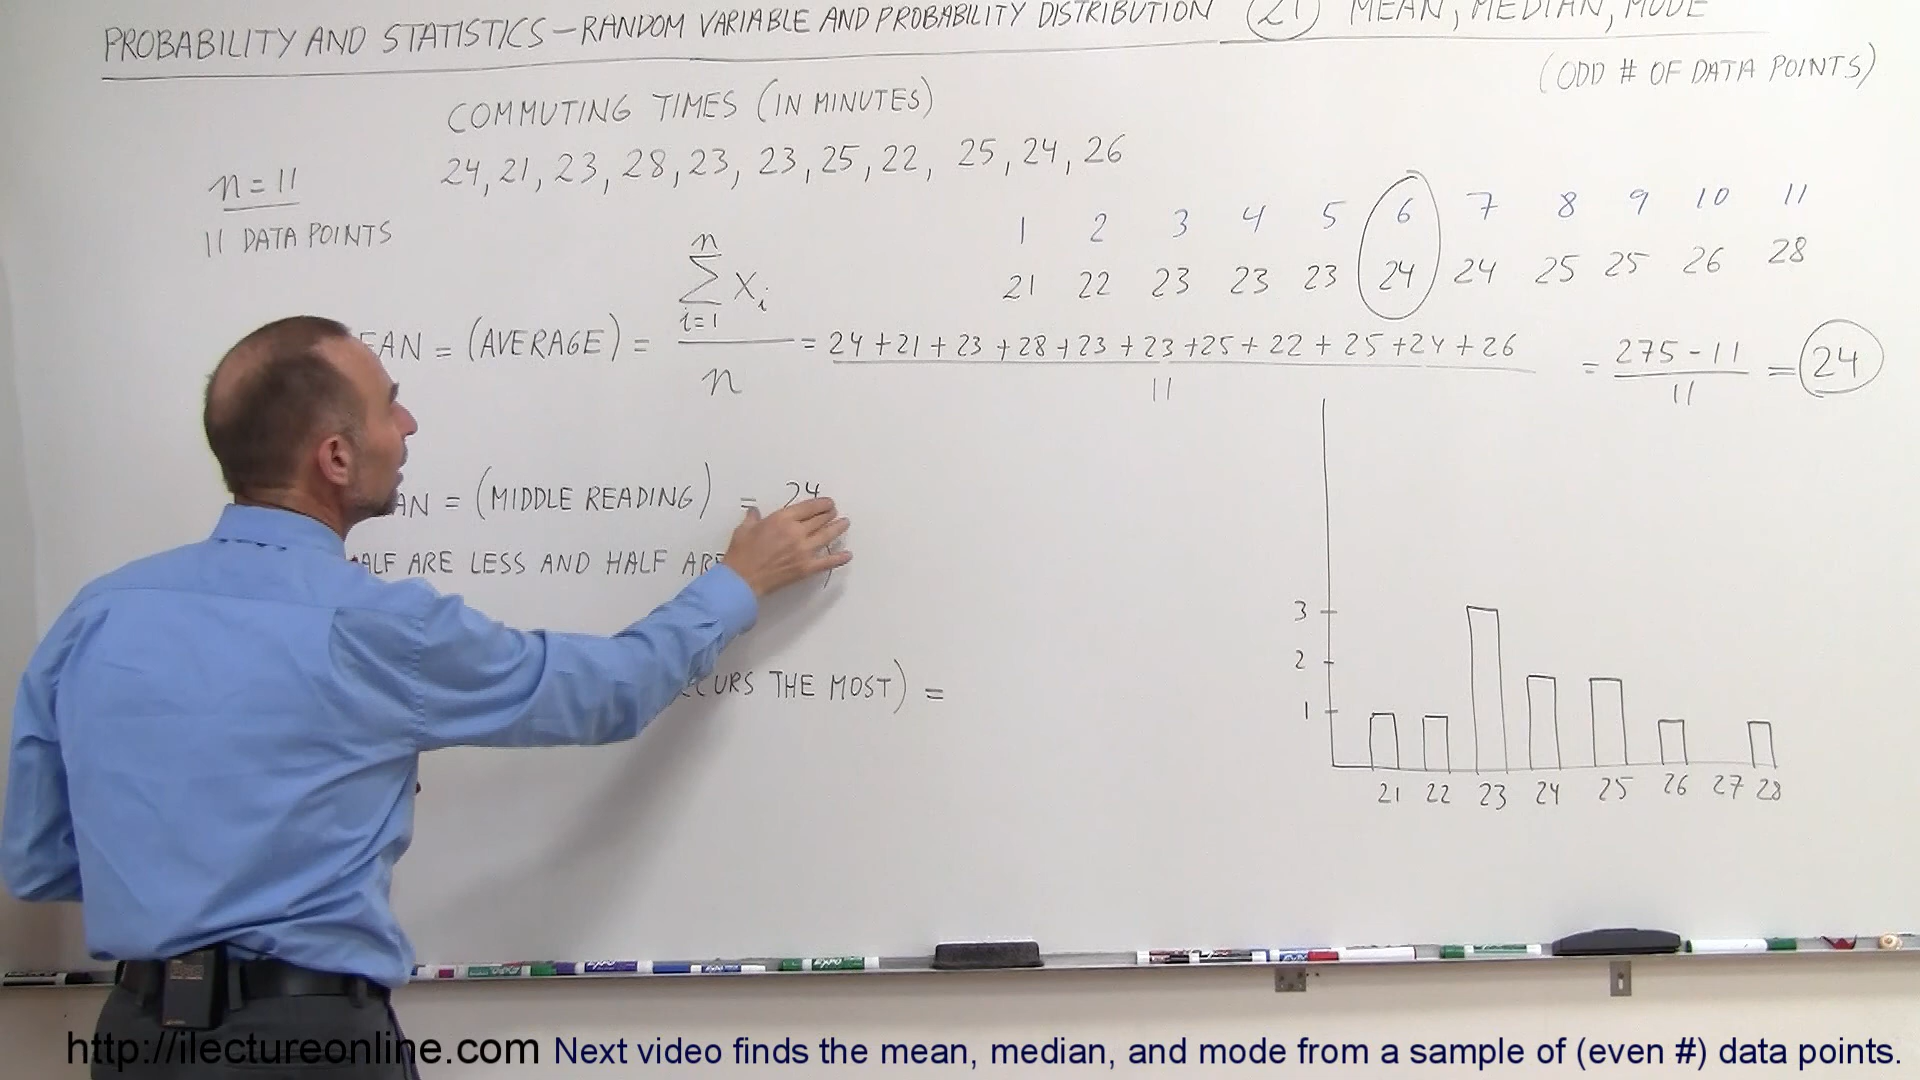 PROBABILITY AND STATISTICS – RANDOM VARIABLE AND PROBABILITY DISTRIBUTION 21 MEAN, MEDIAN, MODE
(ODD # OF DATA POINTS)
COMMUTING TIMES (IN MINUTES)
24, 21, 23, 28, 23, 23, 25, 22, 25, 24, 26
n = 11
11 DATA POINTS
1 2 3 4 5 6 7 8 9 10 11
21 22 23 23 23 24 24 25 25 26 28
n
∑ Xi
i=1
EAN = (AVERAGE) = = 24 + 21 + 23 + 28 + 23 + 23 + 25 + 22 + 25 + 24 + 26 = 275 - 11 = 24
n 11 11
AN = (MIDDLE READING) = 24
ALF ARE LESS AND HALF ARE )
CURS THE MOST) =
3
2
1
21 22 23 24 25 26 27 28
EXPO
http://ilectureonline.com Next video finds the mean, median, and mode from a sample of (even #) data points.